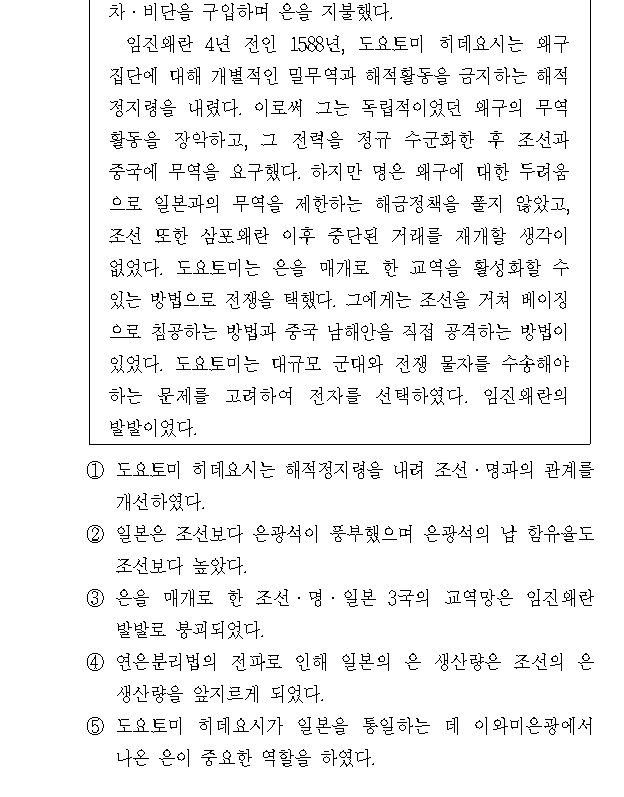 차ㆍ비단을 구입하며 은을 지불했다.
임진왜란 4년 전인 1588년, 도요토미 히데요시는 왜구
집단에 대해 개별적인 밀무역과 해적활동을 금지하는 해적
정지령을 내렸다. 이로써 그는 독립적이었던 왜구의 무역
활동을 장악하고, 그 전력을 정규 수군화한 후 조선과
중국에 무역을 요구했다. 하지만 명은 왜구에 대한 두려움
으로 일본과의 무역을 제한하는 해금정책을 풀지 않았고,
조선 또한 삼포왜란 이후 중단된 거래를 재개할 생각이
없었다. 도요토미는 은을 매개로 한 교역을 활성화할 수
있는 방법으로 전쟁을 택했다. 그에게는 조선을 거쳐 베이징
으로 침공하는 방법과 중국 남해안을 직접 공격하는 방법이
있었다. 도요토미는 대규모 군대와 전쟁 물자를 수송해야
하는 문제를 고려하여 전자를 선택하였다. 임진왜란의
발발이었다.
① 도요토미 히데요시는 해적정지령을 내려 조선ㆍ명과의 관계를
개선하였다.
② 일본은 조선보다 은광석이 풍부했으며 은광석의 납 함유율도
조선보다 높았다.
③ 은을 매개로 한 조선ㆍ명ㆍ일본 3국의 교역망은 임진왜란
발발로 붕괴되었다.
④ 연은분리법의 전파로 인해 일본의 은 생산량은 조선의 은
생산량을 앞지르게 되었다.
⑤ 도요토미 히데요시가 일본을 통일하는 데 이와미은광에서
나온 은이 중요한 역할을 하였다.